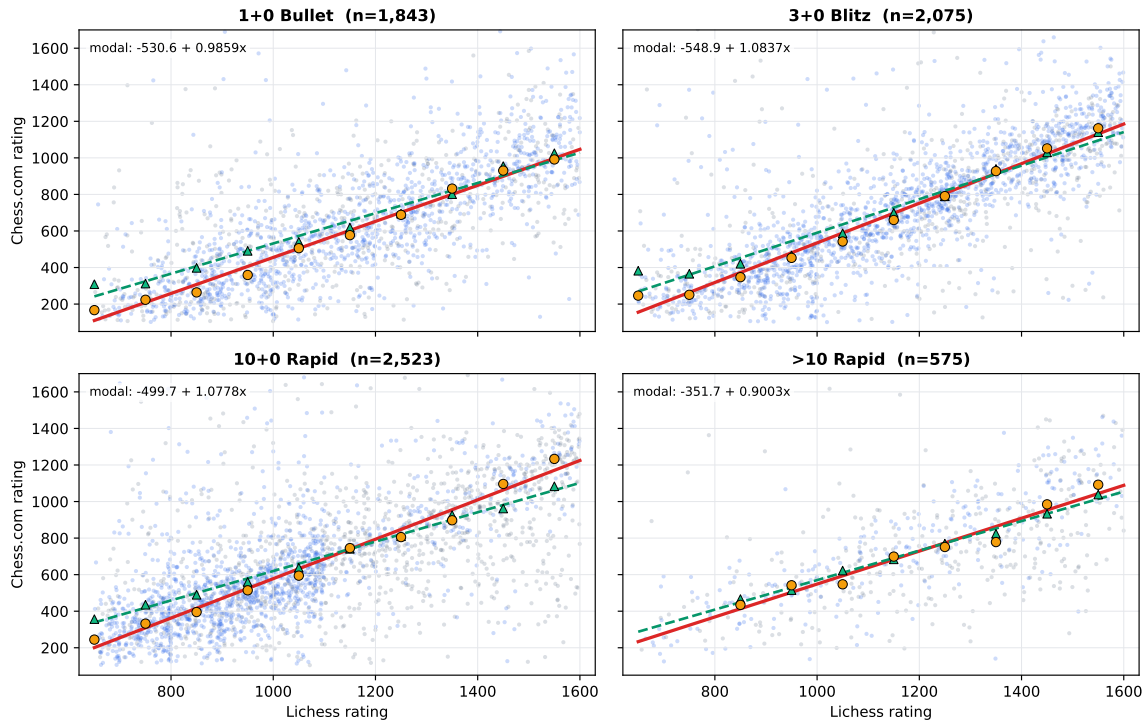 1+0 Bullet (n=1,843)
3+0 Blitz (n=2,075)
modal: -530.6 + 0.9859x
modal: -548.9 + 1.0837x
Chess.com rating
1600
1400
1200
1000
800
600
400
200
10+0 Rapid (n=2,523)
>10 Rapid (n=575)
modal: -499.7 + 1.0778x
modal: -351.7 + 0.9003x
Chess.com rating
1600
1400
1200
1000
800
600
400
200
800 1000 1200 1400 1600
800 1000 1200 1400 1600
Lichess rating
Lichess rating